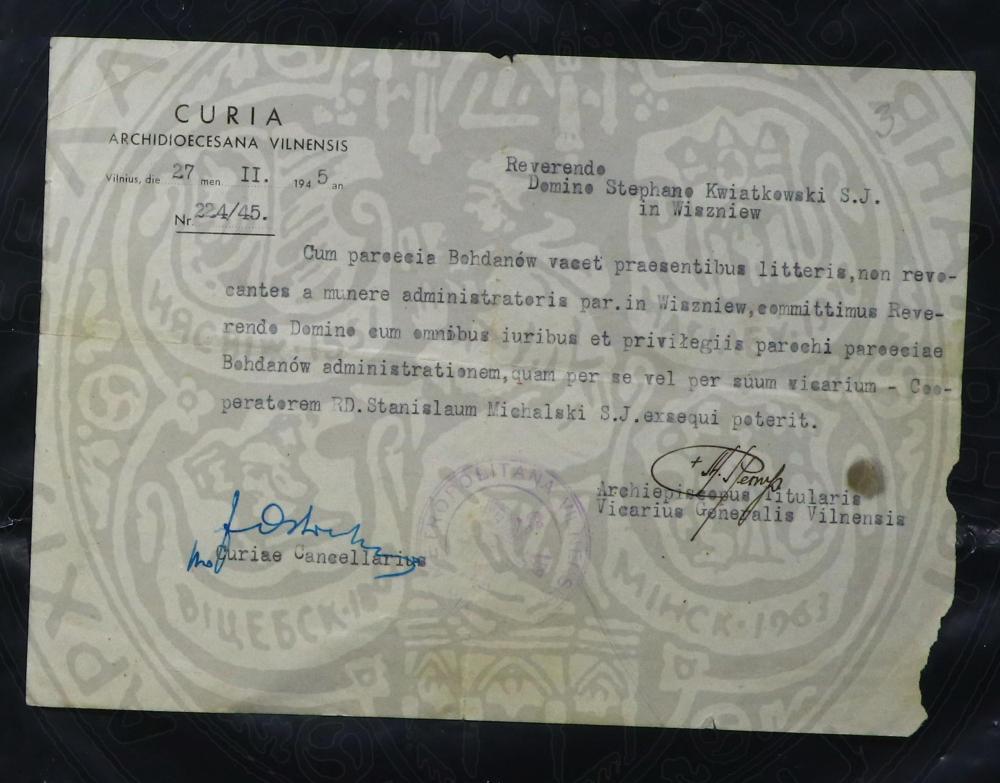 CURIA
ARCHIDIOECESANA VILNENSIS
Vilnius, die 27 men II. 1945 an
Nr. 224/45.
3
Reverendo
Domino Stephano Kwiatkowski S.J.
in Wiszniew
Cum paroecia Bohdanów vacet praesentibus litteris,non revo-
cantes a munere administratoris par.in Wiszniew,committimus Reve-
rendo Domino cum omnibus iuribus et privilegiis parochi paroeciae
Bohdanów administrationem,quam per se vel per suum vicarium - Coo-
peratorem RD.Stanislaum Michalski S.J.exsequi poterit.
Archiepiscopus Titularis
Vicarius Generalis Vilnensis
Curiae Cancellarius
METROPOLITANA VILNENSIS
ВІЦЕБСК
МІНСК·1963